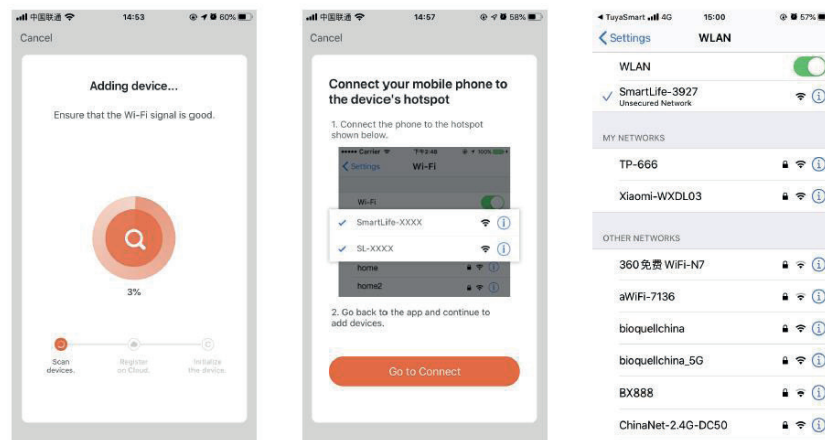 中国联通
14:53
60%
Cancel
Adding device...
Ensure that the Wi-Fi signal is good.
3%
Scan
devices.
Register
on Cloud.
Initialize
the device.
中国联通
14:57
58%
Cancel
Connect your mobile phone to
the device's hotspot
1. Connect the phone to the hotspot
shown below.
Carrier
100%
Settings
Wi-Fi
Wi-Fi
SmartLife-XXXX
SL-XXXX
home
home2
2. Go back to the app and continue to
add devices.
Go to Connect
TuyaSmart
4G
15:00
57%
Settings
WLAN
WLAN
SmartLife-3927
Unsecured Network
MY NETWORKS
TP-666
Xiaomi-WXDL03
OTHER NETWORKS
360免费 WiFi-N7
aWiFi-7136
bioquellchina
bioquellchina_5G
BX888
ChinaNet-2.4G-DC50